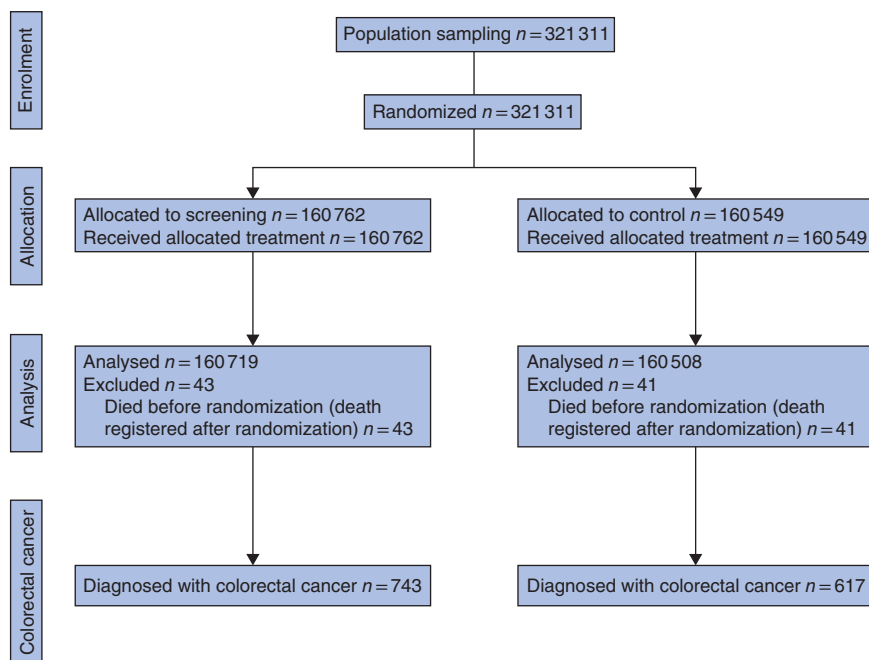 Enrolment
Population sampling n = 321 311
Randomized n = 321 311
Allocation
Allocated to screening n = 160 762
Received allocated treatment n = 160 762
Allocated to control n = 160 549
Received allocated treatment n = 160 549
Analysis
Analysed n = 160 719
Excluded n = 43
Died before randomization (death
registered after randomization) n = 43
Analysed n = 160 508
Excluded n = 41
Died before randomization (death
registered after randomization) n = 41
Colorectal cancer
Diagnosed with colorectal cancer n = 743
Diagnosed with colorectal cancer n = 617